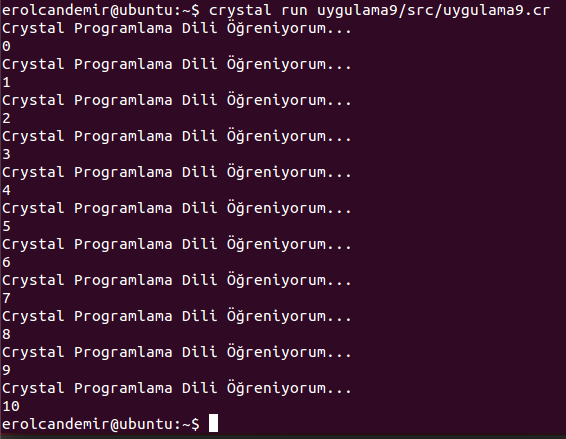 erolcandemir@ubuntu:~$ crystal run uygulama9/src/uygulama9.cr
Crystal Programlama Dili Öğreniyorum...
0
Crystal Programlama Dili Öğreniyorum...
1
Crystal Programlama Dili Öğreniyorum...
2
Crystal Programlama Dili Öğreniyorum...
3
Crystal Programlama Dili Öğreniyorum...
4
Crystal Programlama Dili Öğreniyorum...
5
Crystal Programlama Dili Öğreniyorum...
6
Crystal Programlama Dili Öğreniyorum...
7
Crystal Programlama Dili Öğreniyorum...
8
Crystal Programlama Dili Öğreniyorum...
9
Crystal Programlama Dili Öğreniyorum...
10
erolcandemir@ubuntu:~$